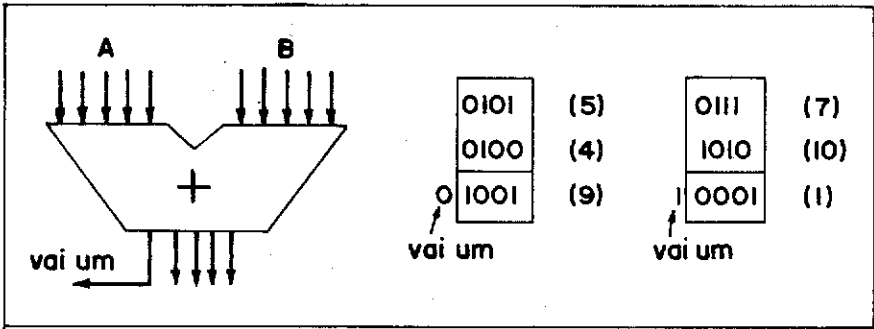 A B
+
vai um
0101 (5)
0100 (4)
0 1001 (9)
vai um
0111 (7)
1010 (10)
1 0001 (1)
vai um